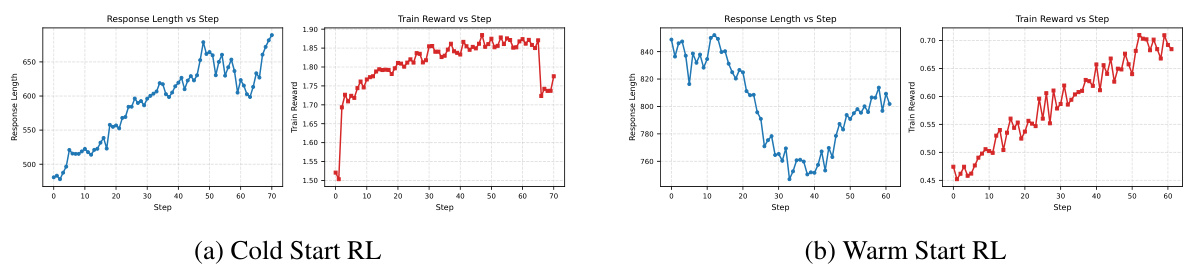 Response Length vs Step
Response Length
650
600
550
500
0 10 20 30 40 50 60 70
Step
Train Reward vs Step
Train Reward
1.90
1.85
1.80
1.75
1.70
1.65
1.60
1.55
1.50
0 10 20 30 40 50 60 70
Step
(a) Cold Start RL
Response Length vs Step
Response Length
840
820
800
780
760
0 10 20 30 40 50 60
Step
Train Reward vs Step
Train Reward
0.70
0.65
0.60
0.55
0.50
0.45
0 10 20 30 40 50 60
Step
(b) Warm Start RL